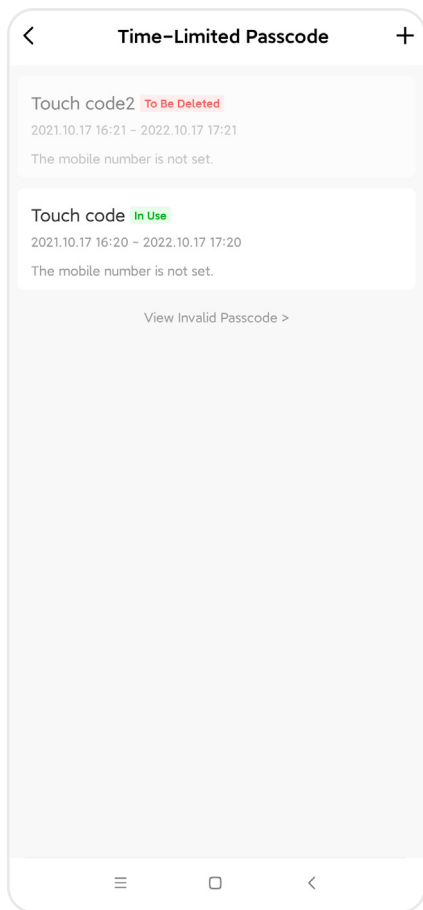 Time-Limited Passcode
Touch code2 To Be Deleted
2021.10.17 16:21 - 2022.10.17 17:21
The mobile number is not set.
Touch code In Use
2021.10.17 16:20 ~ 2022.10.17 17:20
The mobile number is not set.
View Invalid Passcode >